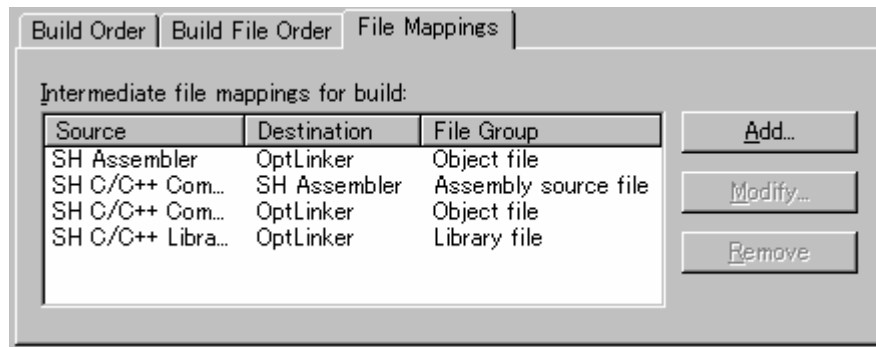 Build Order Build File Order File Mappings
Intermediate file mappings for build:
Source Destination File Group
SH Assembler OptLinker Object file
SH C/C++ Com... SH Assembler Assembly source file
SH C/C++ Com... OptLinker Object file
SH C/C++ Libra... OptLinker Library file
Add...
Modify...
Remove